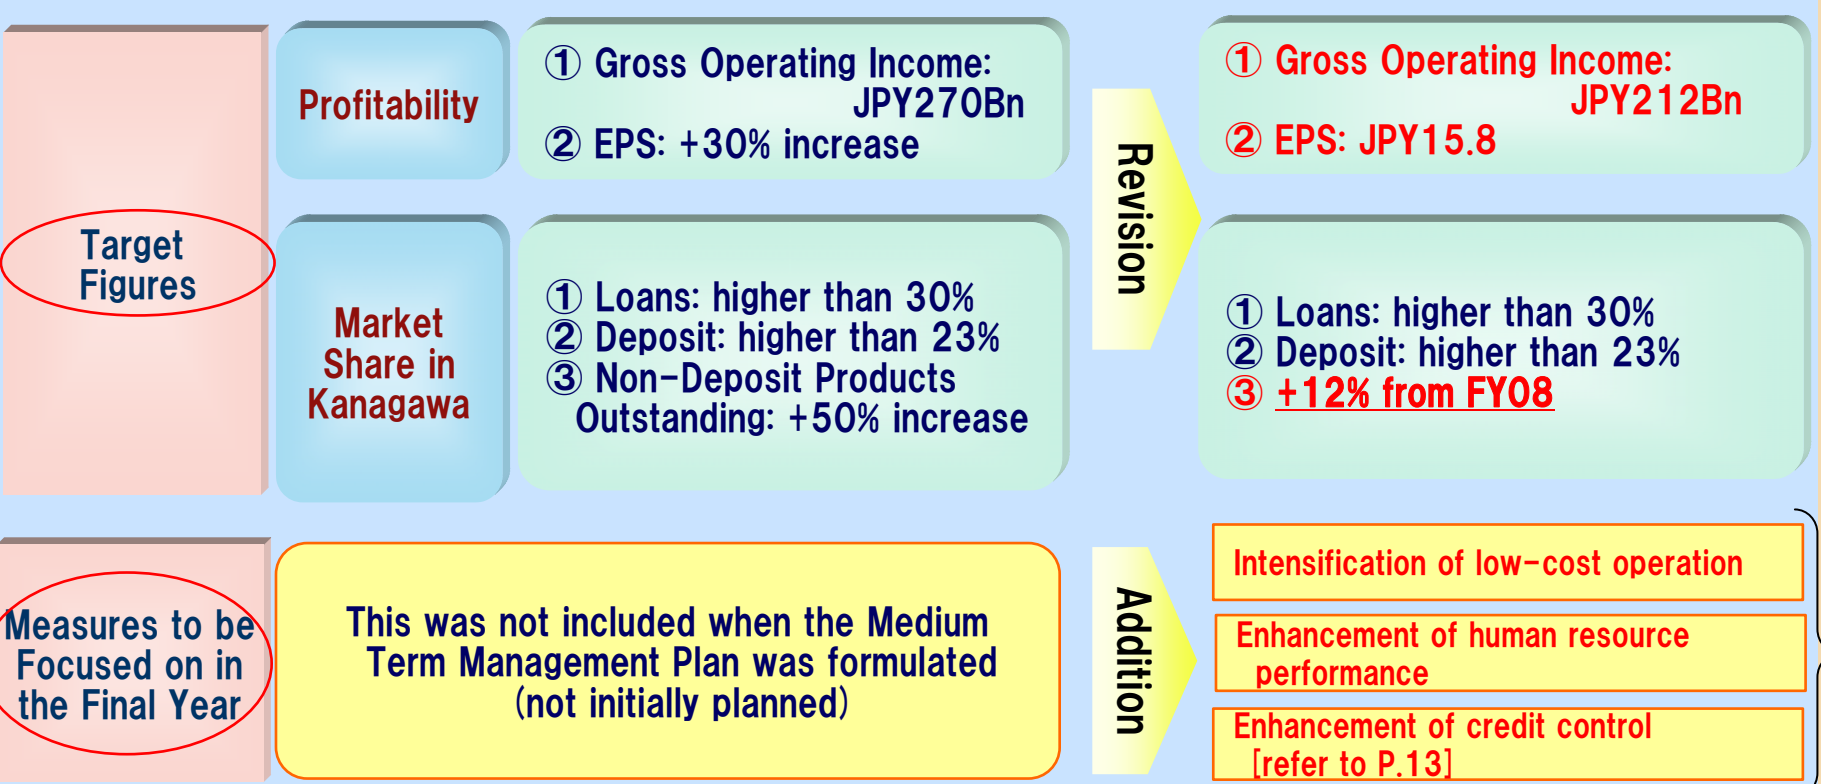 Target
Figures
Profitability
① Gross Operating Income:
JPY270Bn
② EPS: +30% increase
Revision
① Gross Operating Income:
JPY212Bn
② EPS: JPY15.8
Market
Share in
Kanagawa
① Loans: higher than 30%
② Deposit: higher than 23%
③ Non-Deposit Products
Outstanding: +50% increase
① Loans: higher than 30%
② Deposit: higher than 23%
③ +12% from FY08
Measures to be
Focused on in
the Final Year
This was not included when the Medium
Term Management Plan was formulated
(not initially planned)
Addition
Intensification of low-cost operation
Enhancement of human resource
performance
Enhancement of credit control
[refer to P.13]